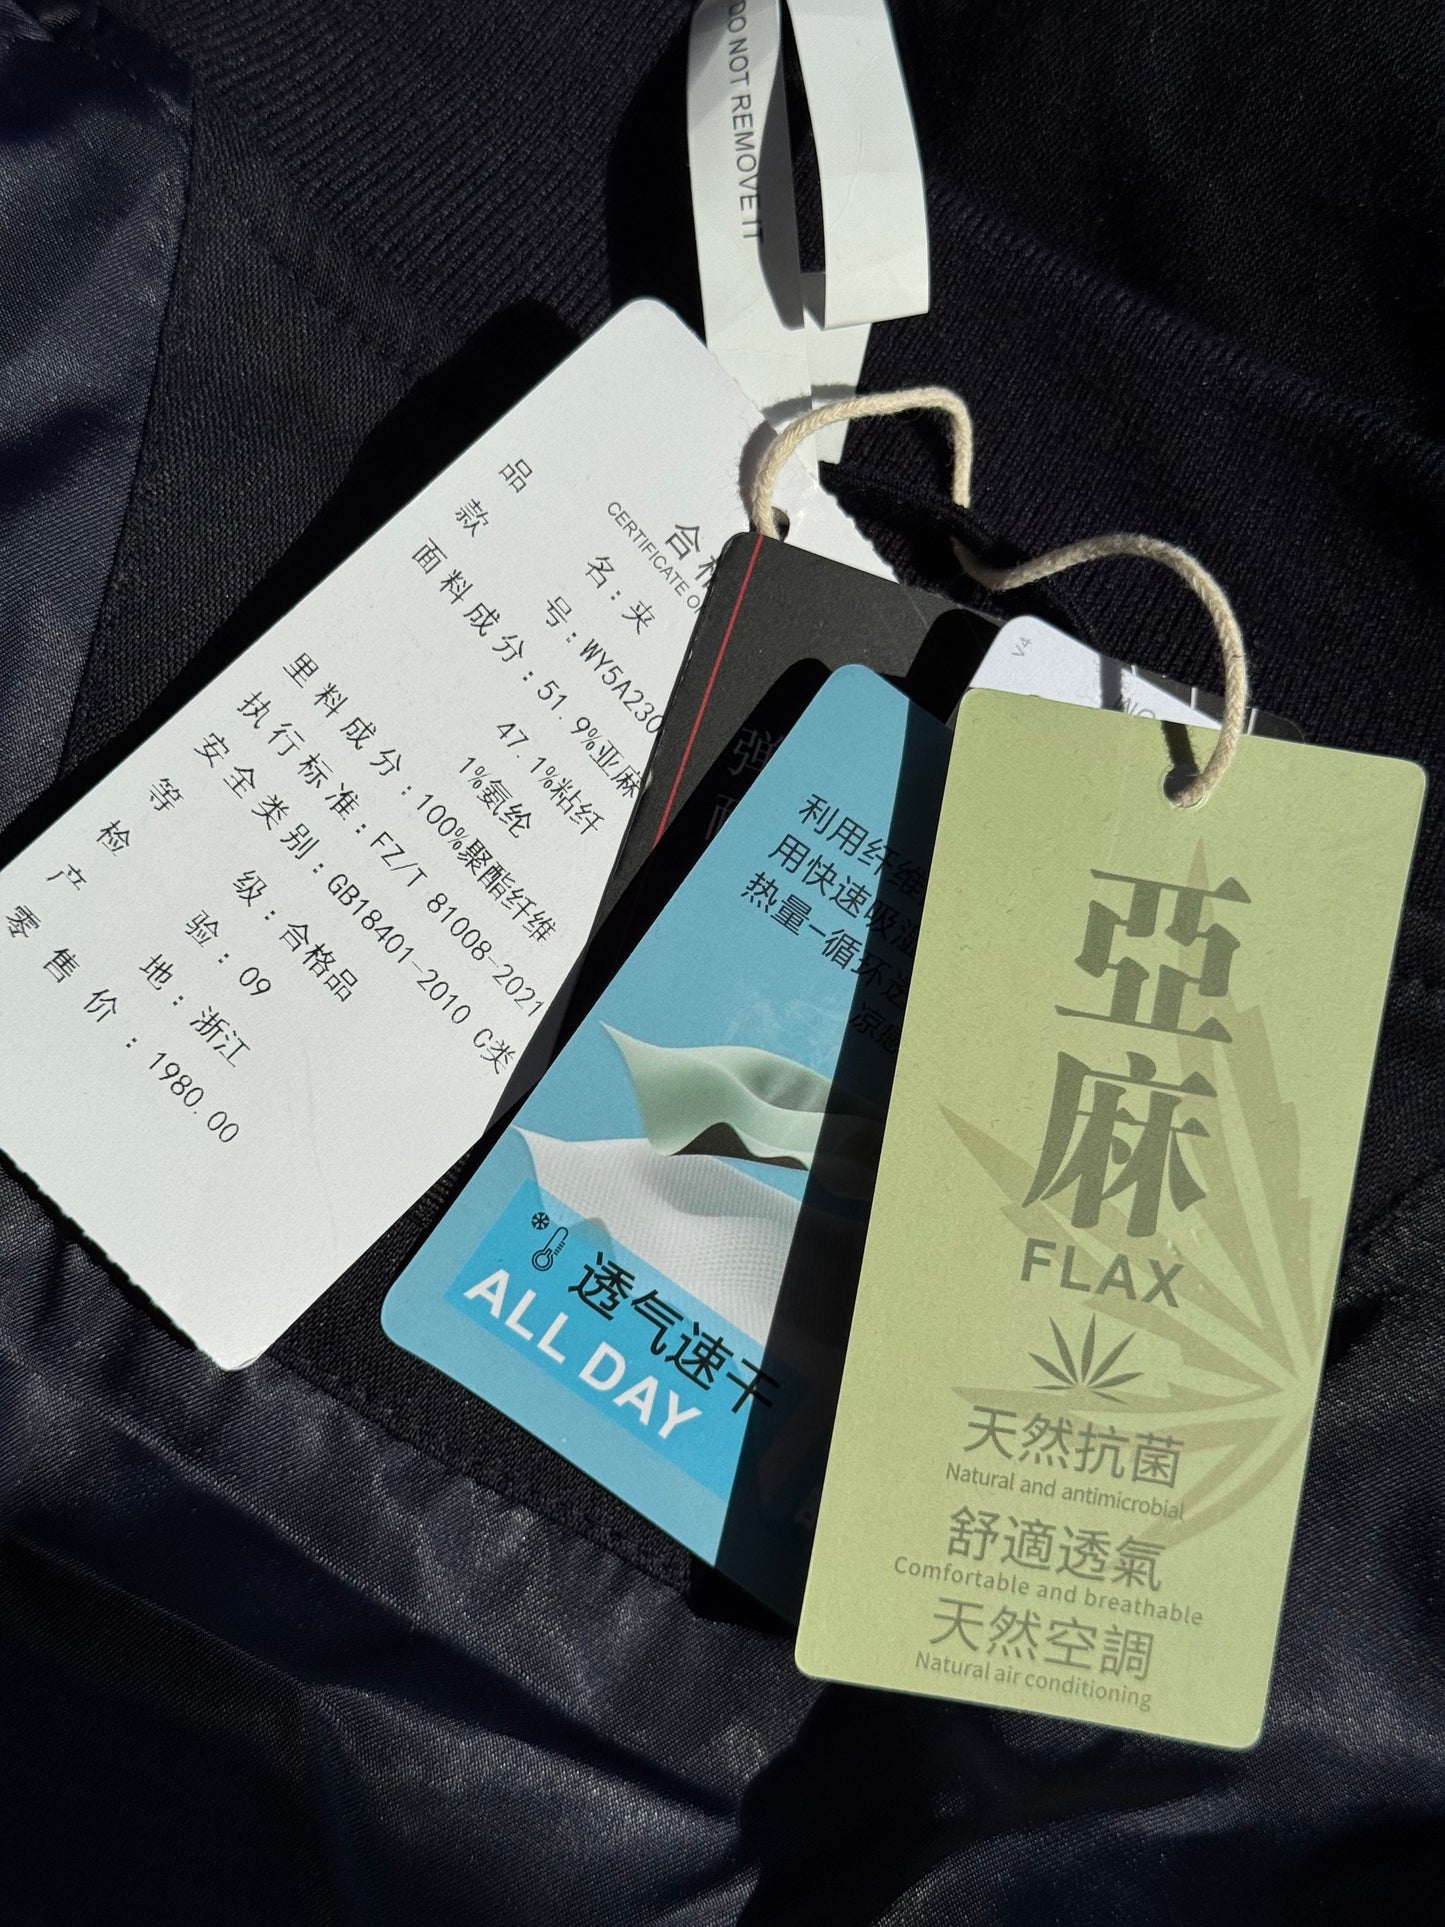 DO NOT REMOVE IT
合
CERTIFICATE
品 名:夹
款 号:WY5A230
面料成分:51.9%亚麻
47.1%粘纤
1%氨纶
里料成分:100%聚酯纤维
执行标准:FZ/T 81008-2021
安全类别:GB18401-2010 C类
等 级:合格品
检 验:09
产 地:浙江
零售价:1980.00
弹
利用纤维
用快速吸湿
热量-循环透
凉感
透气速干
ALL DAY
V4
亞麻
FLAX
天然抗菌
Natural and antimicrobial
舒適透氣
Comfortable and breathable
天然空調
Natural air conditioning